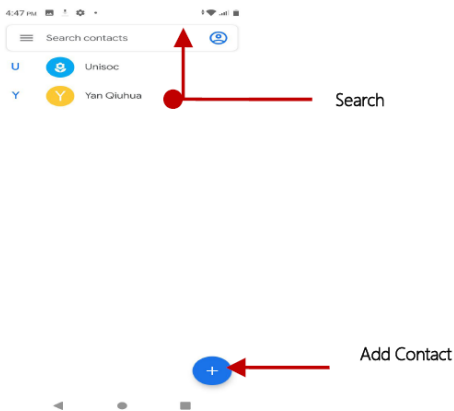 4:47 PM
Search contacts
U
Unisoc
Y
Y
Yan Qiuhua
Search
Add Contact